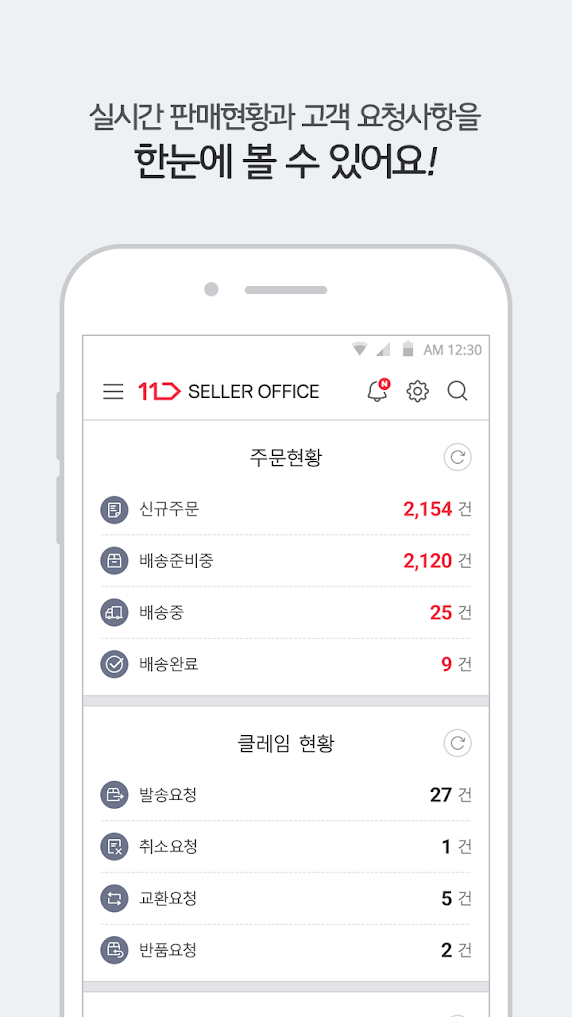 실시간 판매현황과 고객 요청사항을
한눈에 볼 수 있어요!
AM 12:30
11 SELLER OFFICE
N
주문현황
신규주문 2,154 건
배송준비중 2,120 건
배송중 25 건
배송완료 9 건
클레임 현황
발송요청 27 건
취소요청 1 건
교환요청 5 건
반품요청 2 건